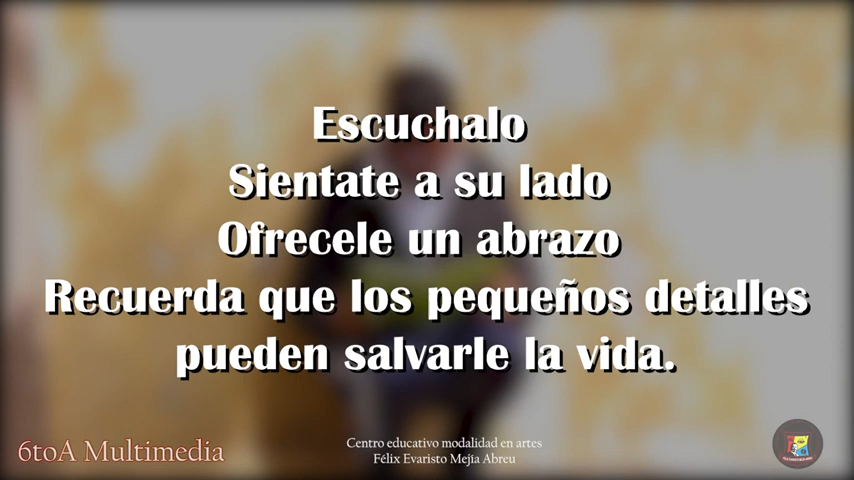 Escuchalo
Sientate a su lado
Ofrecele un abrazo
Recuerda que los pequeños detalles
pueden salvarle la vida.
6toA Multimedia
Centro educativo modalidad en artes
Félix Evaristo Mejía Abreu